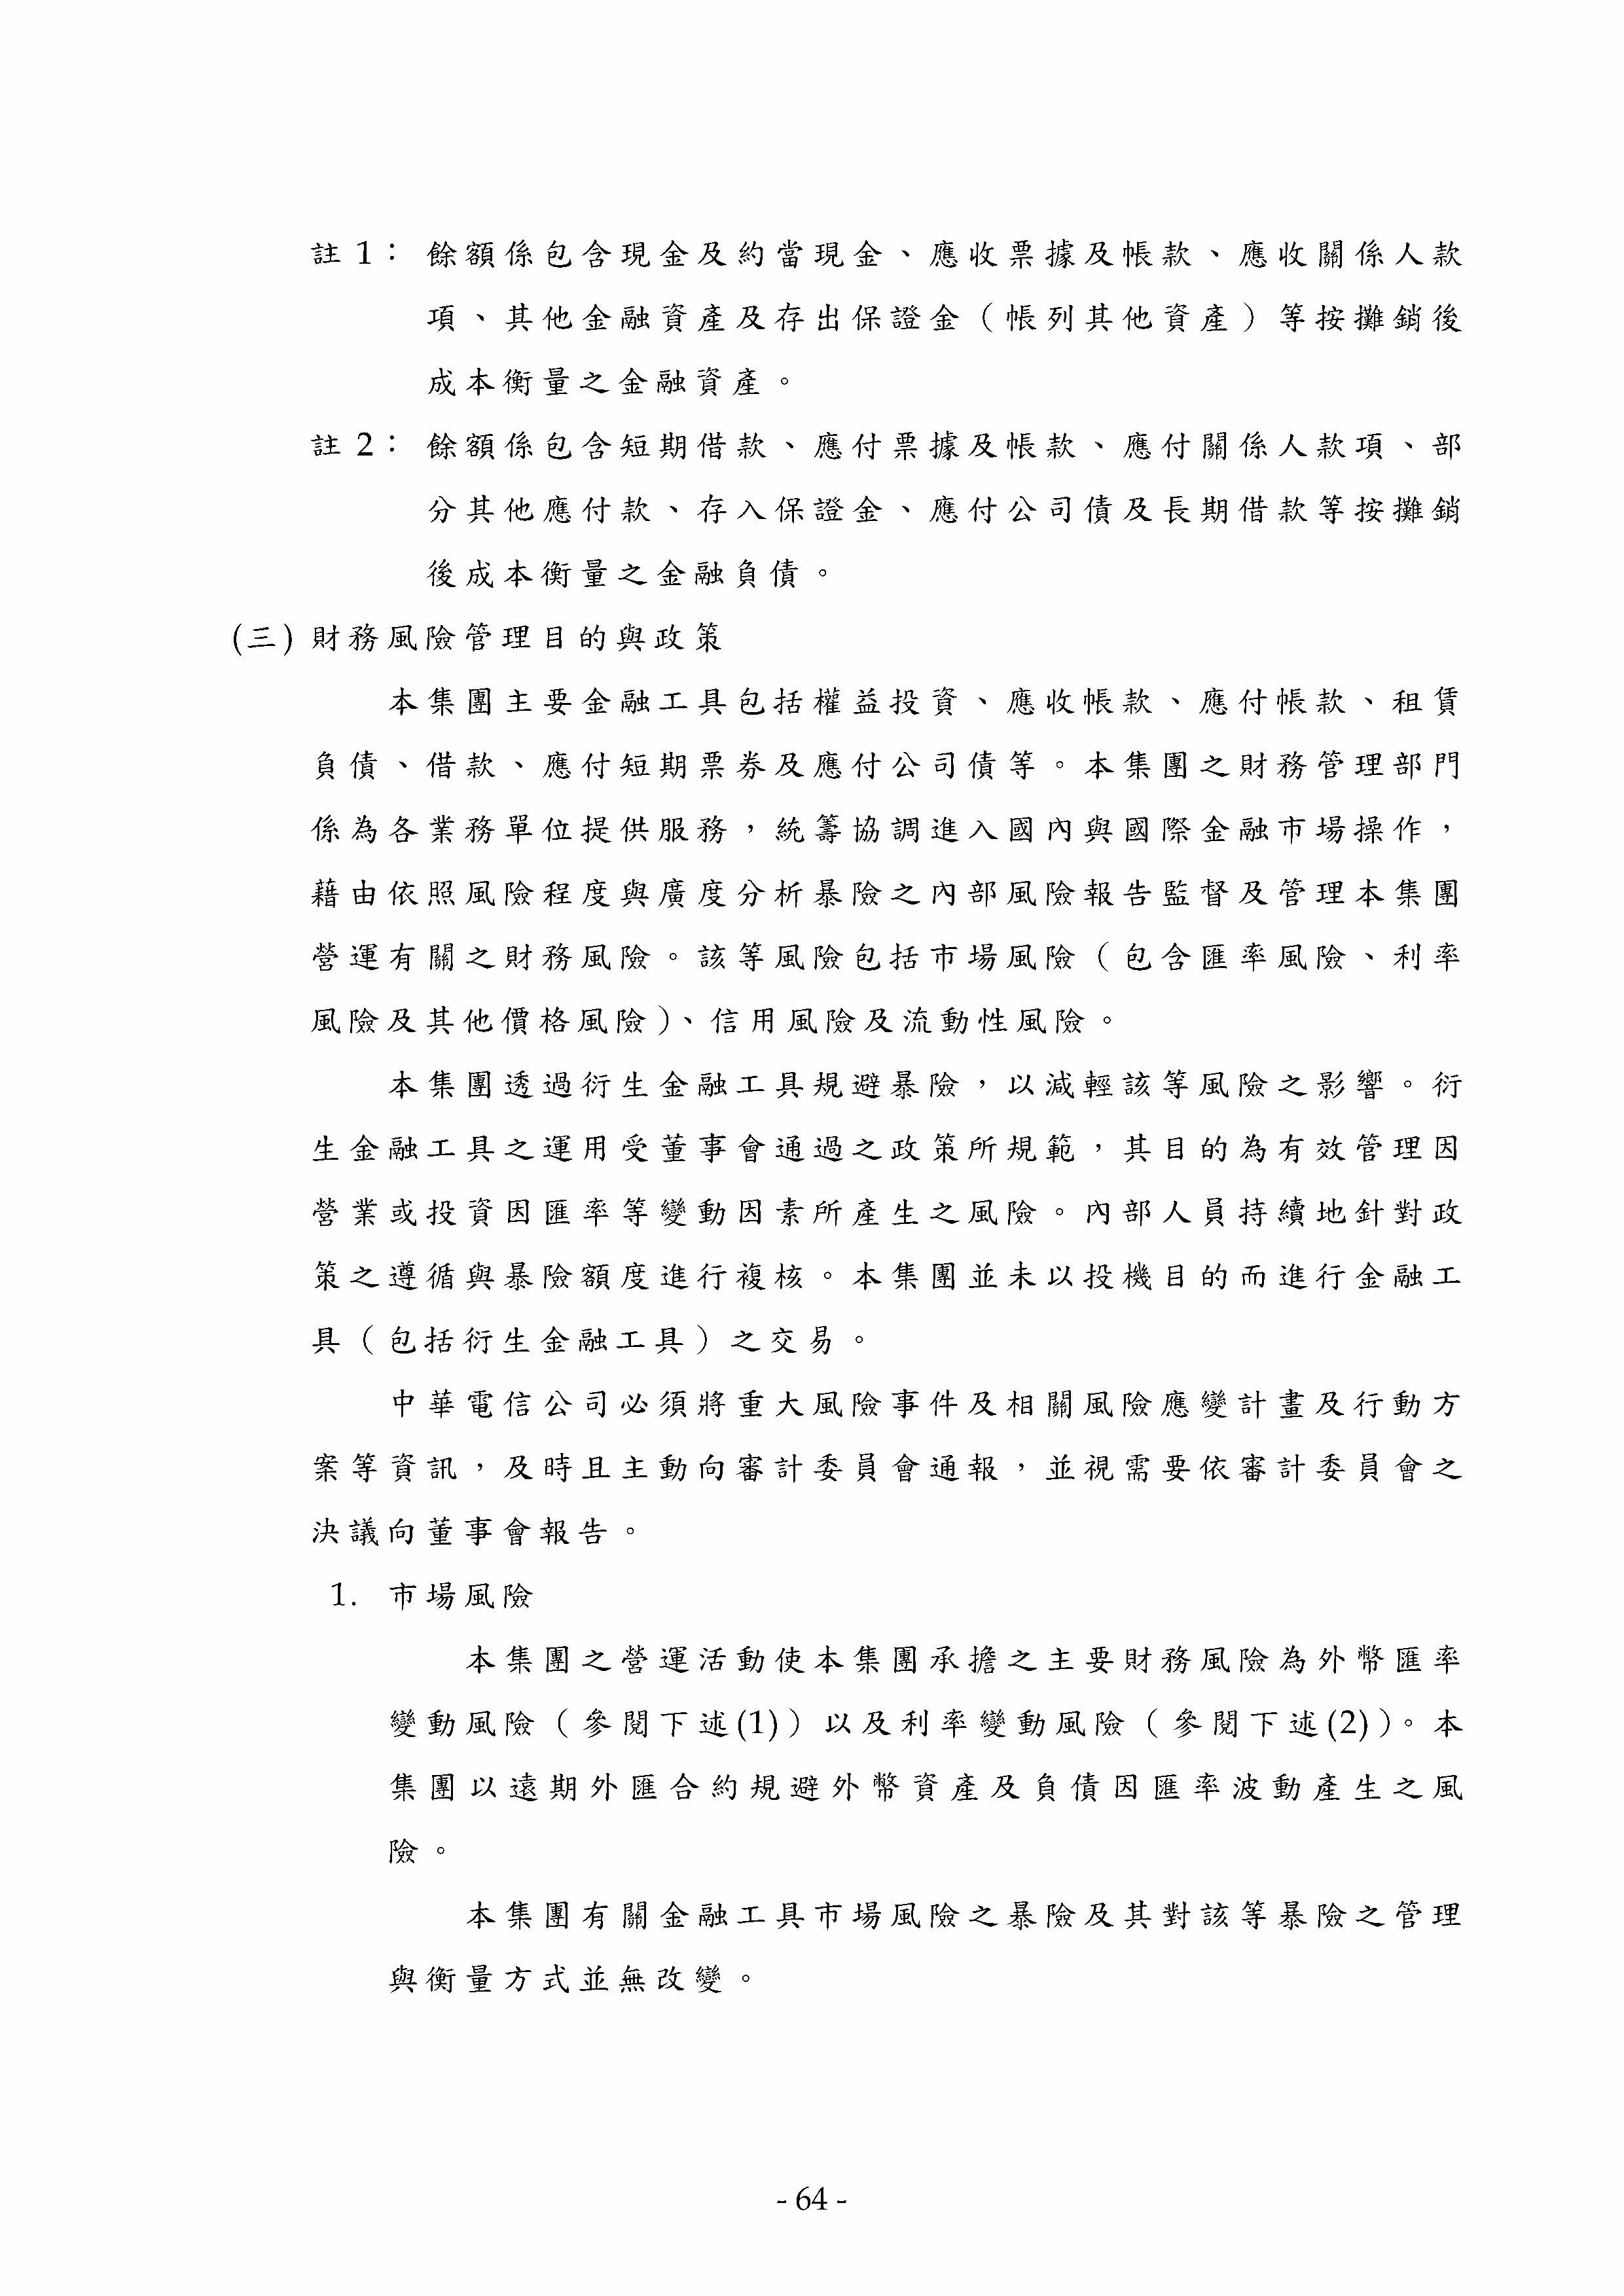 註 1： 餘額係包含現金及約當現金、應收票據及帳款、應收關係人款
項、其他金融資產及存出保證金（帳列其他資產）等按攤銷後
成本衡量之金融資產。
註 2： 餘額係包含短期借款、應付票據及帳款、應付關係人款項、部
分其他應付款、存入保證金、應付公司債及長期借款等按攤銷
後成本衡量之金融負債。
(三) 財務風險管理目的與政策
本集團主要金融工具包括權益投資、應收帳款、應付帳款、租賃
負債、借款、應付短期票券及應付公司債等。本集團之財務管理部門
係為各業務單位提供服務，統籌協調進入國內與國際金融市場操作，
藉由依照風險程度與廣度分析暴險之內部風險報告監督及管理本集團
營運有關之財務風險。該等風險包括市場風險（包含匯率風險、利率
風險及其他價格風險）、信用風險及流動性風險。
本集團透過衍生金融工具規避暴險，以減輕該等風險之影響。衍
生金融工具之運用受董事會通過之政策所規範，其目的為有效管理因
營業或投資因匯率等變動因素所產生之風險。內部人員持續地針對政
策之遵循與暴險額度進行複核。本集團並未以投機目的而進行金融工
具（包括衍生金融工具）之交易。
中華電信公司必須將重大風險事件及相關風險應變計畫及行動方
案等資訊，及時且主動向審計委員會通報，並視需要依審計委員會之
決議向董事會報告。
1. 市場風險
本集團之營運活動使本集團承擔之主要財務風險為外幣匯率
變動風險（參閱下述(1)）以及利率變動風險（參閱下述(2)）。本
集團以遠期外匯合約規避外幣資產及負債因匯率波動產生之風
險。
本集團有關金融工具市場風險之暴險及其對該等暴險之管理
與衡量方式並無改變。
- 64 -